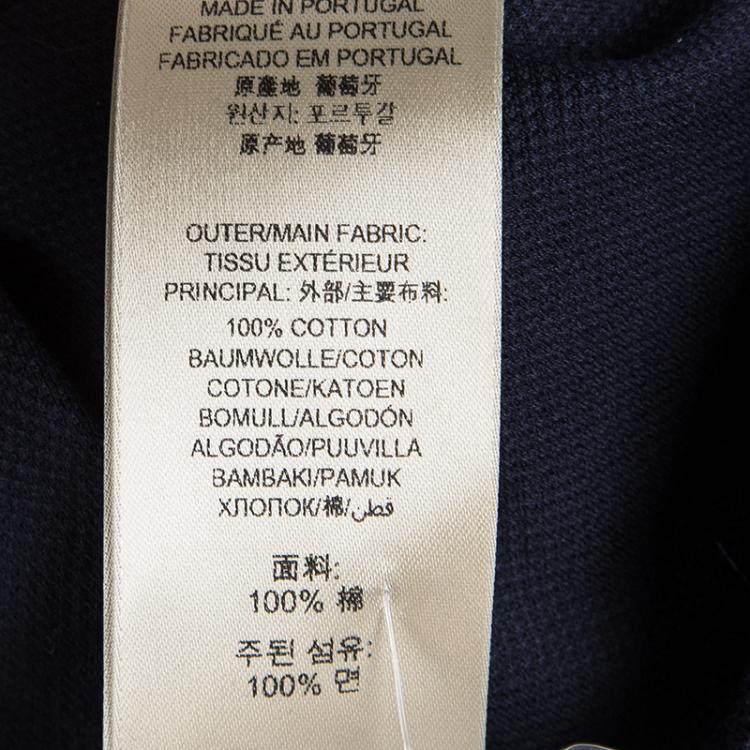 MADE IN PORTUGAL
FABRIQUÉ AU PORTUGAL
FABRICADO EM PORTUGAL
原產地 葡萄牙
원산지: 포르투갈
原产地 葡萄牙
OUTER/MAIN FABRIC:
TISSU EXTÉRIEUR
PRINCIPAL: 外部/主要布料:
100% COTTON
BAUMWOLLE/COTON
COTONE/KATOEN
BOMULL/ALGODÓN
ALGODÃO/PUUVILLA
BAMBAKI/PAMUK
ХЛОПОК/棉/قطن
面料:
100% 棉
주된 섬유:
100% 면